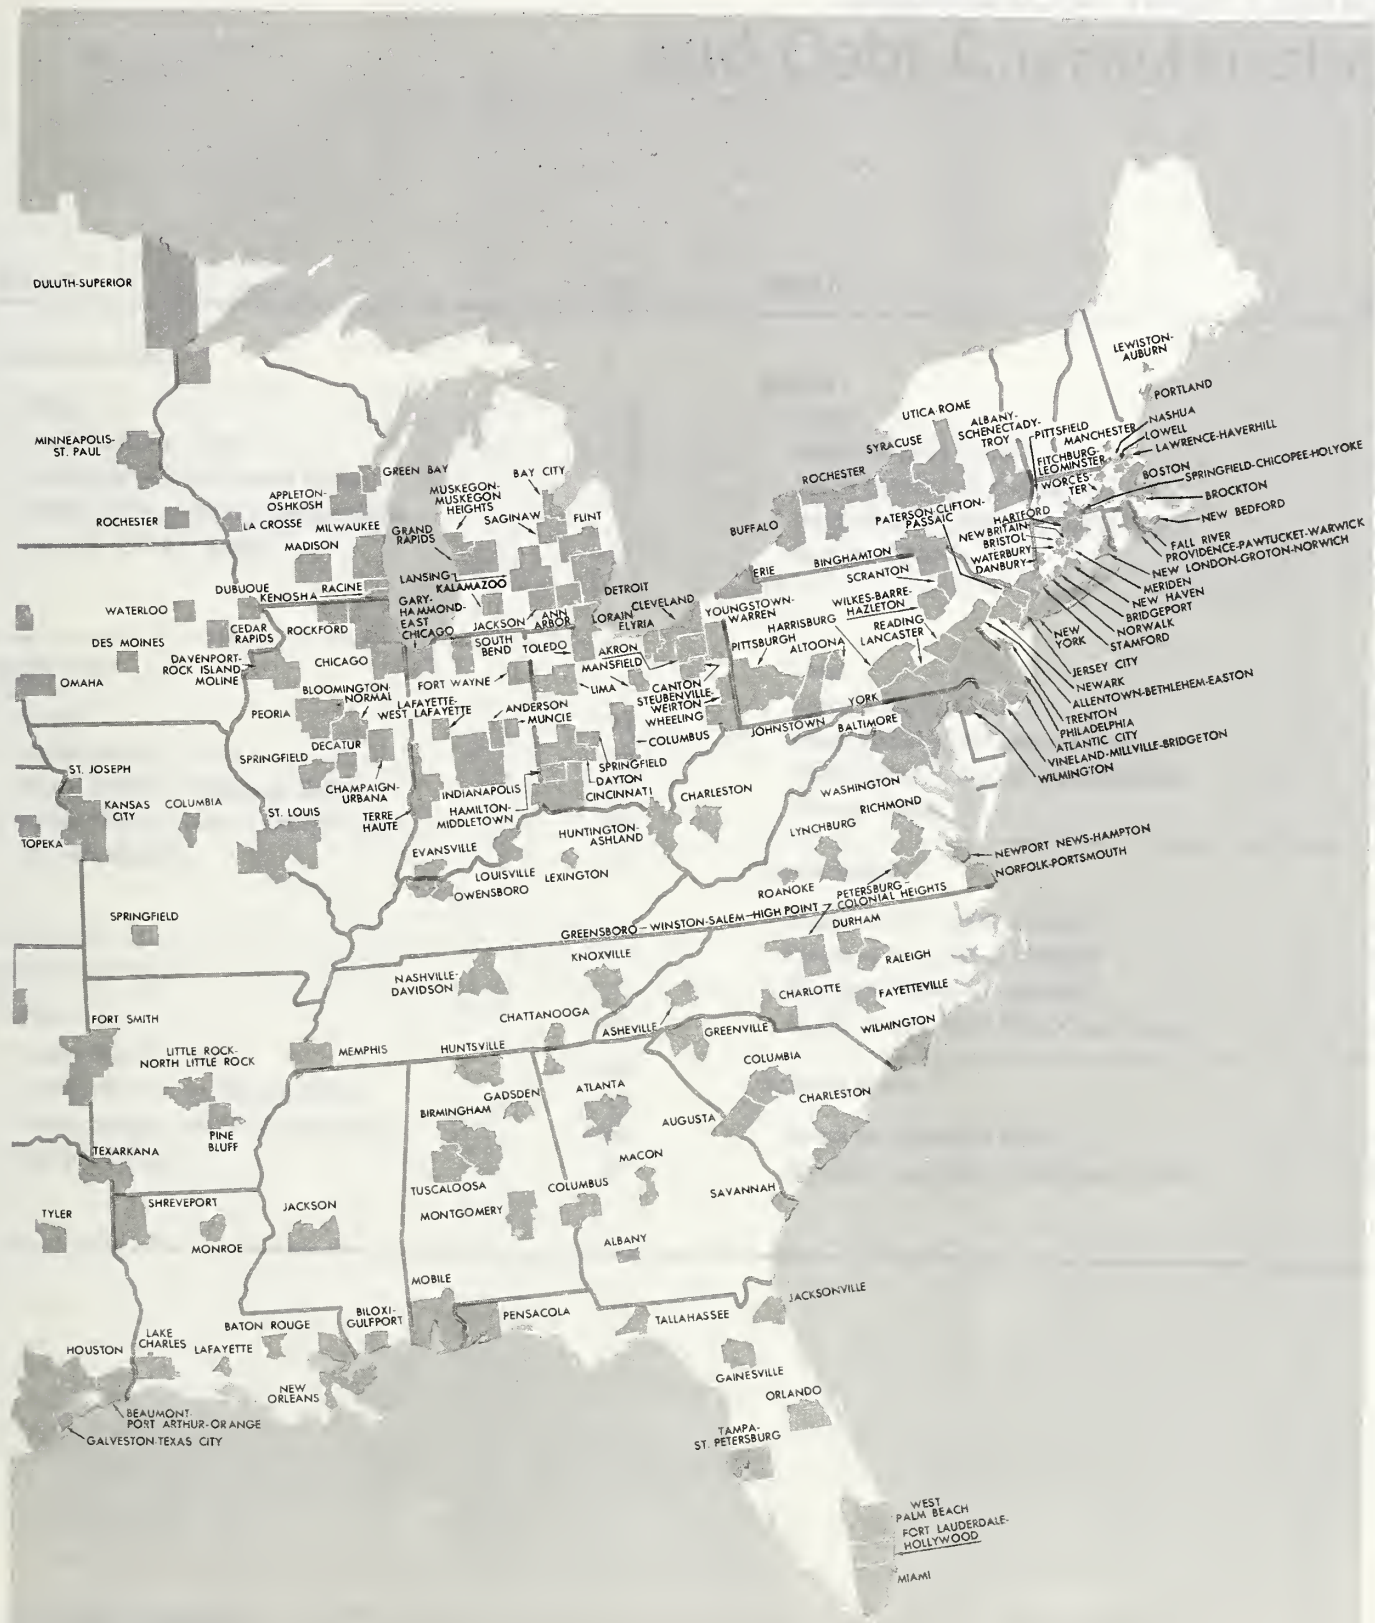 DULUTH-SUPERIOR
LEWISTON-
AUBURN
PORTLAND
MINNEAPOLIS-
ST. PAUL
UTICA-ROME
ALBANY-
SCHENECTADY-
TROY
SYRACUSE
PITTSFIELD
MANCHESTER
NASHUA
LOWELL
LAWRENCE-HAVERHILL
FITCHBURG-
LEOMINSTER
BOSTON
SPRINGFIELD-CHICOPEE-HOLYOKE
WORCES-
TER
BROCKTON
NEW BEDFORD
FALL RIVER
PROVIDENCE-PAWTUCKET-WARWICK
NEW LONDON-GROTON-NORWICH
HARTFORD
NEW BRITAIN
BRISTOL
WATERBURY
DANBURY
MERIDEN
NEW HAVEN
BRIDGEPORT
NORWALK
STAMFORD
GREEN BAY
APPLETON-
OSHKOSH
BAY CITY
MUSKEGON-
MUSKEGON
HEIGHTS
SAGINAW
FLINT
ROCHESTER
BUFFALO
PATERSON-CLIFTON-
PASSAIC
ROCHESTER
LA CROSSE
MILWAUKEE
GRAND
RAPIDS
MADISON
ERIE
BINGHAMTON
SCRANTON
LANSING
KALAMAZOO
DETROIT
DUBUQUE
KENOSHA
RACINE
GARY-
HAMMOND-
EAST
CHICAGO
JACKSON
ANN
ARBOR
LORAIN
ELYRIA
CLEVELAND
YOUNGSTOWN-
WARREN
WILKES-BARRE-
HAZLETON
HARRISBURG
READING
LANCASTER
NEW
YORK
JERSEY CITY
NEWARK
ALLENTOWN-BETHLEHEM-EASTON
TRENTON
PHILADELPHIA
ATLANTIC CITY
VINELAND-MILLVILLE-BRIDGETON
WILMINGTON
WATERLOO
CEDAR
RAPIDS
ROCKFORD
DES MOINES
DAVENPORT-
ROCK ISLAND-
MOLINE
CHICAGO
SOUTH
BEND
TOLEDO
AKRON
MANSFIELD
PITTSBURGH
ALTOONA
OMAHA
BLOOMINGTON-
NORMAL
FORT WAYNE
LIMA
CANTON
STEUBENVILLE-
WEIRTON
WHEELING
YORK
PEORIA
LAFAYETTE-
WEST LAFAYETTE
ANDERSON
MUNCIE
COLUMBUS
JOHNSTOWN
BALTIMORE
DECATUR
SPRINGFIELD
SPRINGFIELD
DAYTON
CINCINNATI
ST. JOSEPH
CHAMPAIGN-
URBANA
INDIANAPOLIS
HAMILTON-
MIDDLETOWN
CHARLESTON
WASHINGTON
KANSAS
CITY
COLUMBIA
ST. LOUIS
TERRE
HAUTE
RICHMOND
TOPEKA
HUNTINGTON-
ASHLAND
LYNCHBURG
NEWPORT NEWS-HAMPTON
NORFOLK-PORTSMOUTH
EVANSVILLE
LOUISVILLE
LEXINGTON
OWENSBORO
ROANOKE
PETERSBURG-
COLONIAL HEIGHTS
SPRINGFIELD
GREENSBORO-WINSTON-SALEM-HIGH POINT
DURHAM
NASHVILLE-
DAVIDSON
KNOXVILLE
RALEIGH
CHARLOTTE
FAYETTEVILLE
FORT SMITH
CHATTANOOGA
ASHEVILLE
GREENVILLE
WILMINGTON
LITTLE ROCK-
NORTH LITTLE ROCK
MEMPHIS
HUNTSVILLE
COLUMBIA
GADSDEN
ATLANTA
CHARLESTON
BIRMINGHAM
AUGUSTA
PINE
BLUFF
TEXARKANA
MACON
TUSCALOOSA
COLUMBUS
SAVANNAH
TYLER
SHREVEPORT
JACKSON
MONTGOMERY
MONROE
ALBANY
MOBILE
JACKSONVILLE
BILOXI-
GULFPORT
PENSACOLA
TALLAHASSEE
BATON ROUGE
LAKE
CHARLES
LAFAYETTE
HOUSTON
NEW
ORLEANS
GAINESVILLE
ORLANDO
BEAUMONT-
PORT ARTHUR-ORANGE
GALVESTON-TEXAS CITY
TAMPA-
ST. PETERSBURG
WEST
PALM BEACH
FORT LAUDERDALE-
HOLLYWOOD
MIAMI